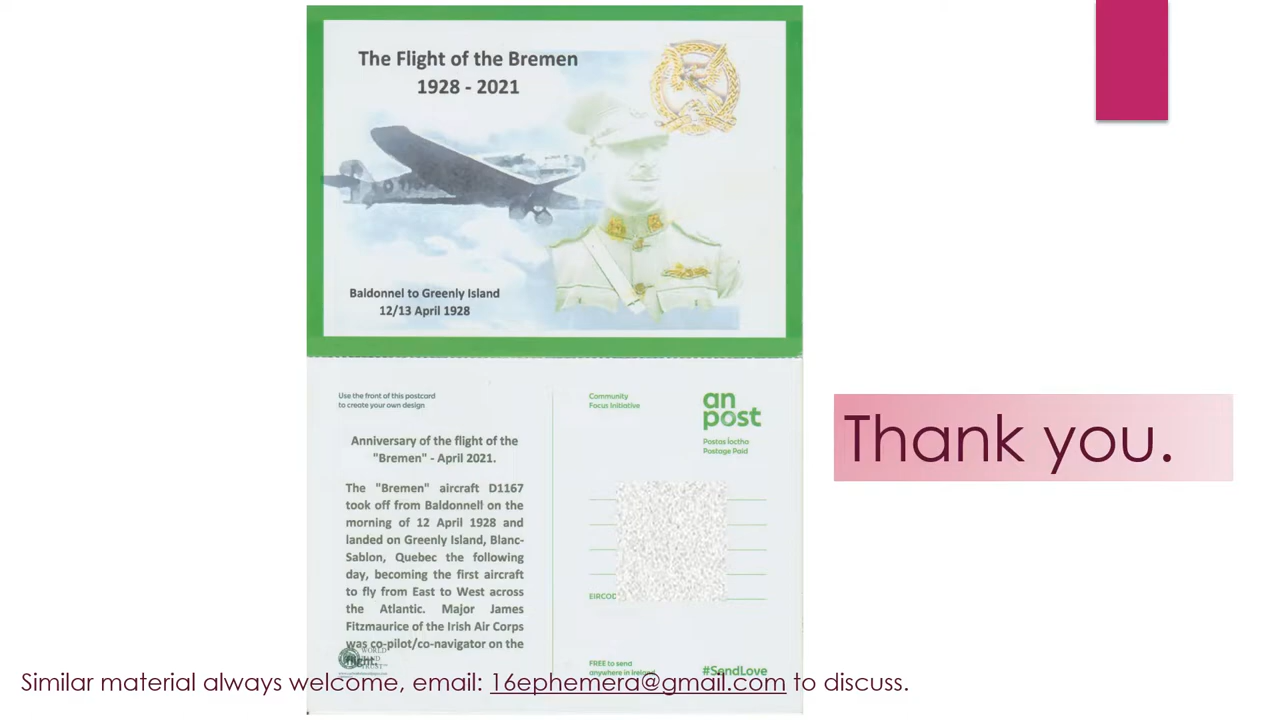 The Flight of the Bremen
1928 - 2021
Baldonnel to Greenly Island
12/13 April 1928
Use the front of this postcard
to create your own design
Anniversary of the flight of the
"Bremen" - April 2021.
The "Bremen" aircraft D1167
took off from Baldonnell on the
morning of 12 April 1928 and
landed on Greenly Island, Blanc-
Sablon, Quebec the following
day, becoming the first aircraft
to fly from East to West across
the Atlantic. Major James
Fitzmaurice of the Irish Air Corps
was co-pilot/co-navigator on the
flight.
WORLD
Community
Focus Initiative
an
post
Postas Íoctha
Postage Paid
EIRCOD
FREE to send
anywhere in Ireland
#SendLove
Thank you.
Similar material always welcome, email: 16ephemera@gmail.com to discuss.